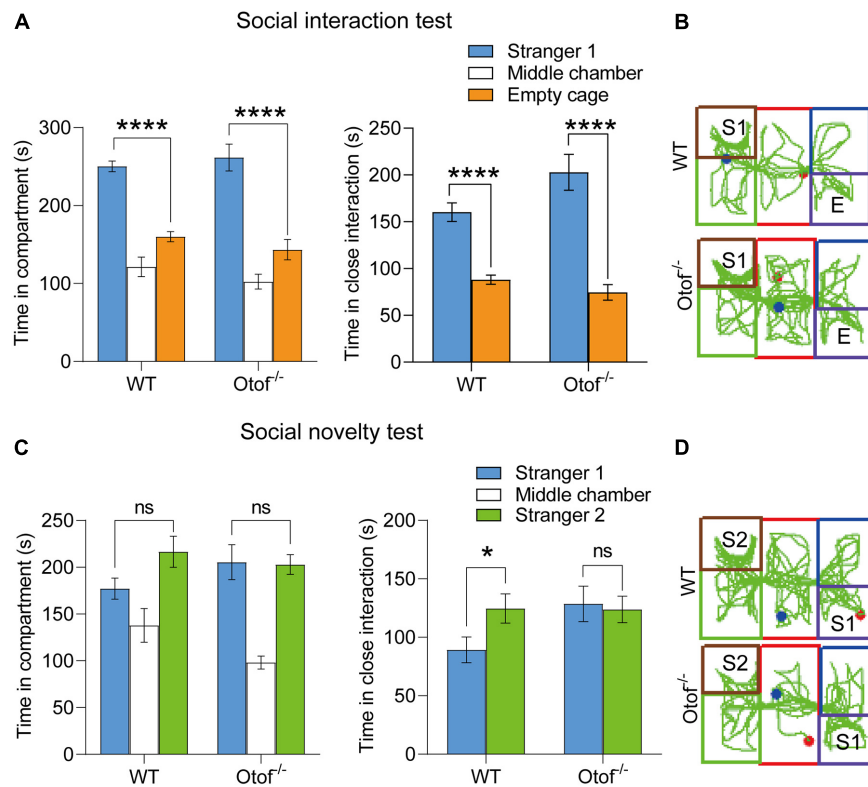 A
Social interaction test
B
Stranger 1
Middle chamber
Empty cage
Time in compartment (s)
300
200
100
0
****
****
WT
Otof-/-
Time in close interaction (s)
250
200
150
100
50
0
****
****
WT
Otof-/-
WT
S1
E
Otof-/-
S1
E
C
Social novelty test
D
Stranger 1
Middle chamber
Stranger 2
Time in compartment (s)
250
200
150
100
50
0
ns
ns
WT
Otof-/-
Time in close interaction (s)
200
150
100
50
0
*
ns
WT
Otof-/-
WT
S2
S1
Otof-/-
S2
S1